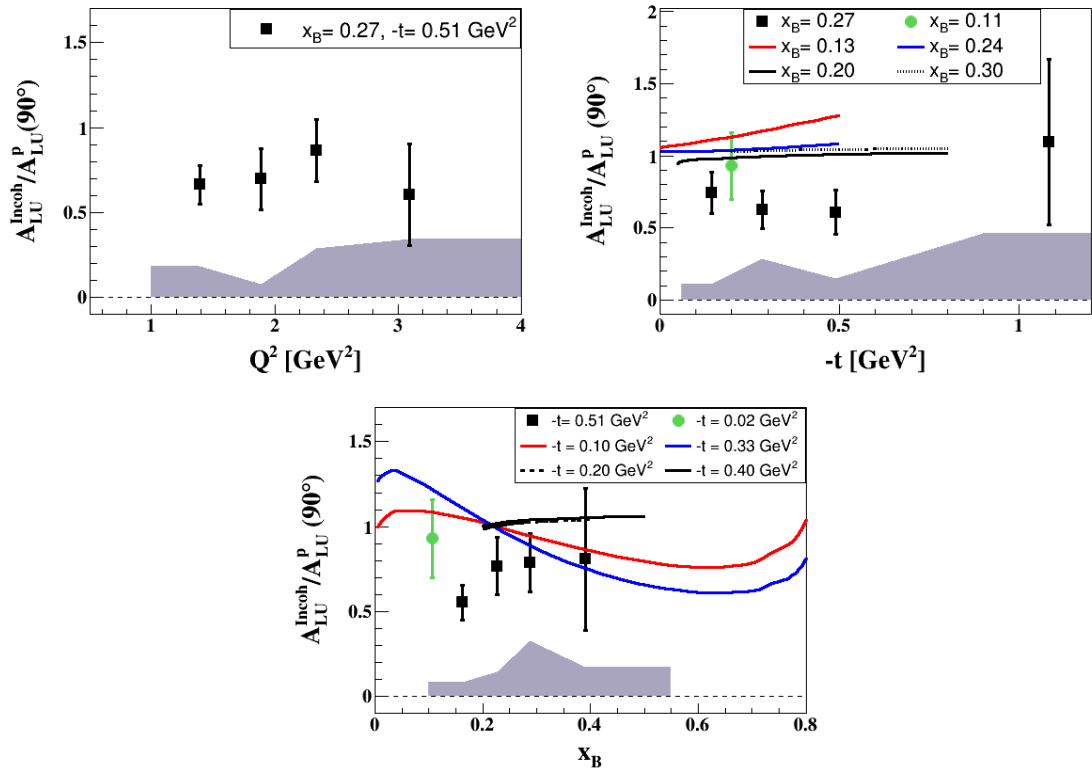 x_B= 0.27, -t= 0.51 GeV²
A_LU^Incoh/A_LU^p(90°)
1.5
1
0.5
0
1 2 3 4
Q² [GeV²]
x_B= 0.27 x_B= 0.11
x_B= 0.13 x_B= 0.24
x_B= 0.20 x_B= 0.30
A_LU^Incoh/A_LU^p (90°)
2
1.5
1
0.5
0
0 0.5 1
-t [GeV²]
-t= 0.51 GeV² -t = 0.02 GeV²
-t = 0.10 GeV² -t = 0.33 GeV²
-t = 0.20 GeV² -t = 0.40 GeV²
A_LU^Incoh/A_LU^p (90°)
1.5
1
0.5
0
0 0.2 0.4 0.6 0.8
x_B